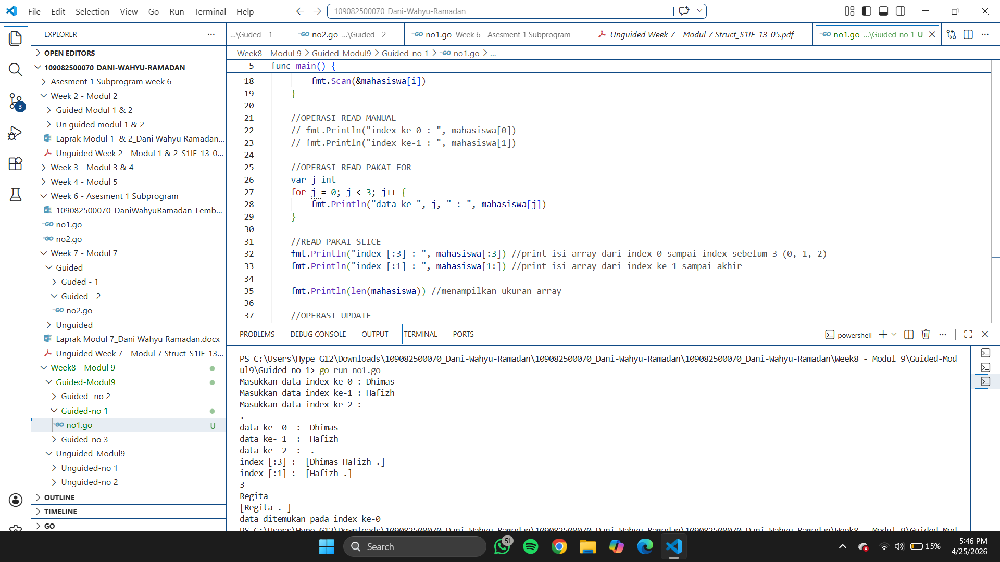 File Edit Selection View Go Run Terminal Help
109082500070_Dani-Wahyu-Ramadan
EXPLORER
OPEN EDITORS
109082500070_DANI-WAHYU-RAMADAN
Asesment 1 Subprogram week 6
Week 2 - Modul 2
Guided Modul 1 & 2
Un guided modul 1 & 2
Laprak Modul 1 & 2_Dani Wahyu Ramadan...
Unguided Week 2 - Modul 1 & 2_S1IF-13-0...
Week 3 - Modul 3 & 4
Week 4 - Modul 5
Week 6 - Asesment 1 Subprogram
109082500070_DaniWahyuRamadan_Lemb...
no1.go
no2.go
Week 7 - Modul 7
Guided
Guded - 1
Guided - 2
no2.go
Unguided
Laprak Modul 7_Dani Wahyu Ramadan.docx
Unguided Week 7 - Modul 7 Struct_S1IF-13...
Week8 - Modul 9
Guided-Modul9
Guided- no 2
Guided-no 1
no1.go U
Guided-no 3
Unguided-Modul9
Unguided-no 1
Unguided-no 2
OUTLINE
TIMELINE
GO
3
...\Guded - 1
no2.go ...\Guided - 2
no1.go Week 6 - Asesment 1 Subprogram
Unguided Week 7 - Modul 7 Struct_S1IF-13-05.pdf
no1.go ...\Guided-no 1 U
Week8 - Modul 9 > Guided-Modul9 > Guided-no 1 > no1.go > ...
5 func main() {
18 fmt.Scan(&mahasiswa[i])
19 }
20
21 //OPERASI READ MANUAL
22 // fmt.Println("index ke-0 : ", mahasiswa[0])
23 // fmt.Println("index ke-1 : ", mahasiswa[1])
24
25 //OPERASI READ PAKAI FOR
26 var j int
27 for j = 0; j < 3; j++ {
28 fmt.Println("data ke-", j, " : ", mahasiswa[j])
29 }
30
31 //READ PAKAI SLICE
32 fmt.Println("index [:3] : ", mahasiswa[:3]) //print isi array dari index 0 sampai index sebelum 3 (0, 1, 2)
33 fmt.Println("index [:1] : ", mahasiswa[1:]) //print isi array dari index ke 1 sampai akhir
34
35 fmt.Println(len(mahasiswa)) //menampilkan ukuran array
36
37 //OPERASI UPDATE
PROBLEMS DEBUG CONSOLE OUTPUT TERMINAL PORTS
powershell
PS C:\Users\Hype G12\Downloads\109082500070_Dani-Wahyu-Ramadan\109082500070_Dani-Wahyu-Ramadan\109082500070_Dani-Wahyu-Ramadan\Week8 - Modul 9\Guided-Mod
ul9\Guided-no 1> go run no1.go
Masukkan data index ke-0 : Dhimas
Masukkan data index ke-1 : Hafizh
Masukkan data index ke-2 :
.
data ke- 0  :  Dhimas
data ke- 1  :  Hafizh
data ke- 2  :  .
index [:3] :  [Dhimas Hafizh .]
index [:1] :  [Hafizh .]
3
Regita
[Regita . ]
data ditemukan pada index ke-0
PS C:\Users\Hype G12\Downloads\109082500070_Dani-Wahyu-Ramadan\109082500070_Dani-Wahyu-Ramadan\109082500070_Dani-Wahyu-Ramadan\Week8 - Modul 9\Guided-Mod
Search
51
15%
5:46 PM
4/25/2026